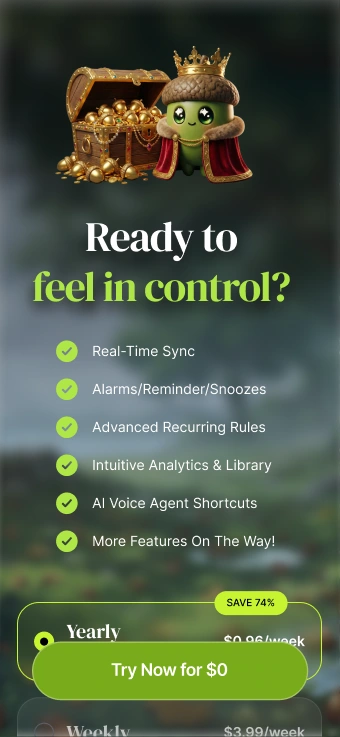 Ready to
feel in control?
Real-Time Sync
Alarms/Reminder/Snoozes
Advanced Recurring Rules
Intuitive Analytics & Library
AI Voice Agent Shortcuts
More Features On The Way!
SAVE 74%
Yearly
$0.96/week
Try Now for $0
Weekly
$3.99/week